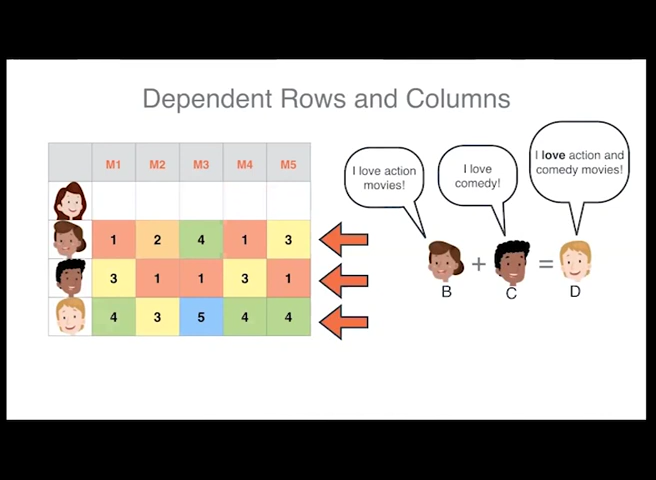 Dependent Rows and Columns
M1 M2 M3 M4 M5
1 2 4 1 3
3 1 1 3 1
4 3 5 4 4
I love action
movies!
I love
comedy!
I love action and
comedy movies!
+ =
B C D